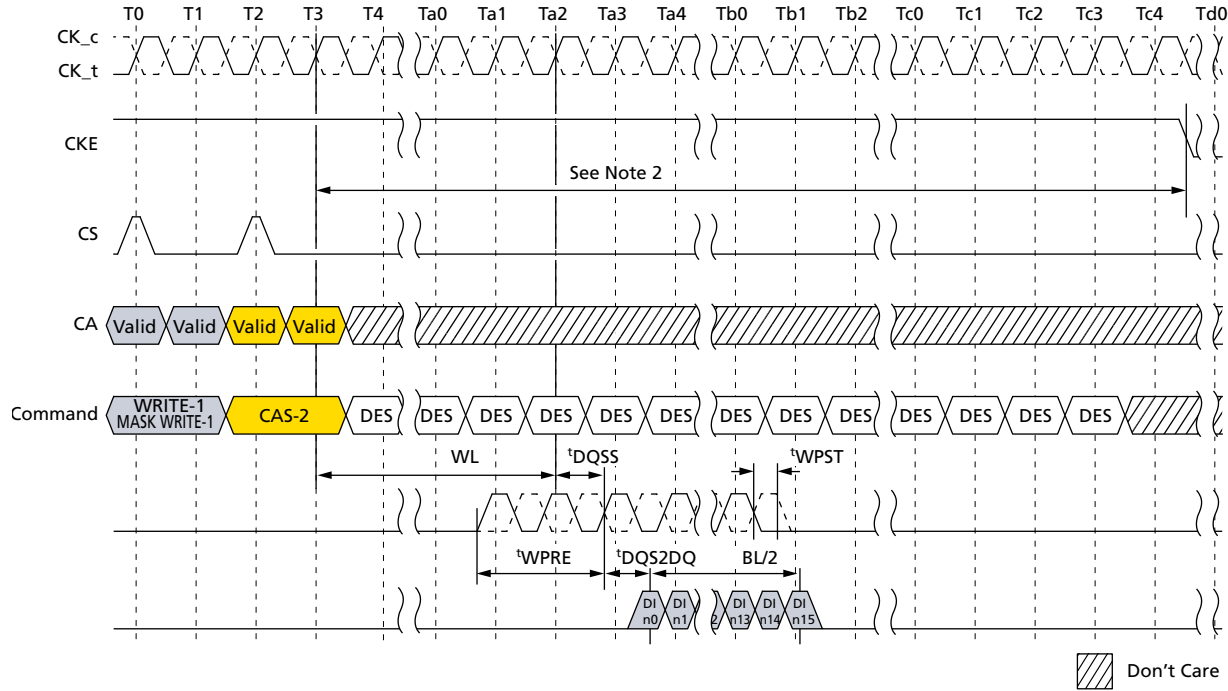 T0 T1 T2 T3 T4 Ta0 Ta1 Ta2 Ta3 Ta4 Tb0 Tb1 Tb2 Tc0 Tc1 Tc2 Tc3 Tc4 Td0
CK_c
CK_t
CKE
See Note 2
CS
CA Valid Valid Valid Valid
Command WRITE-1 MASK WRITE-1 CAS-2 DES DES DES DES DES DES DES DES DES DES DES DES DES
WL tDQSS tWPST
tWPRE tDQS2DQ BL/2
DI n0 DI n1 2 DI n13 DI n14 DI n15
Don't Care